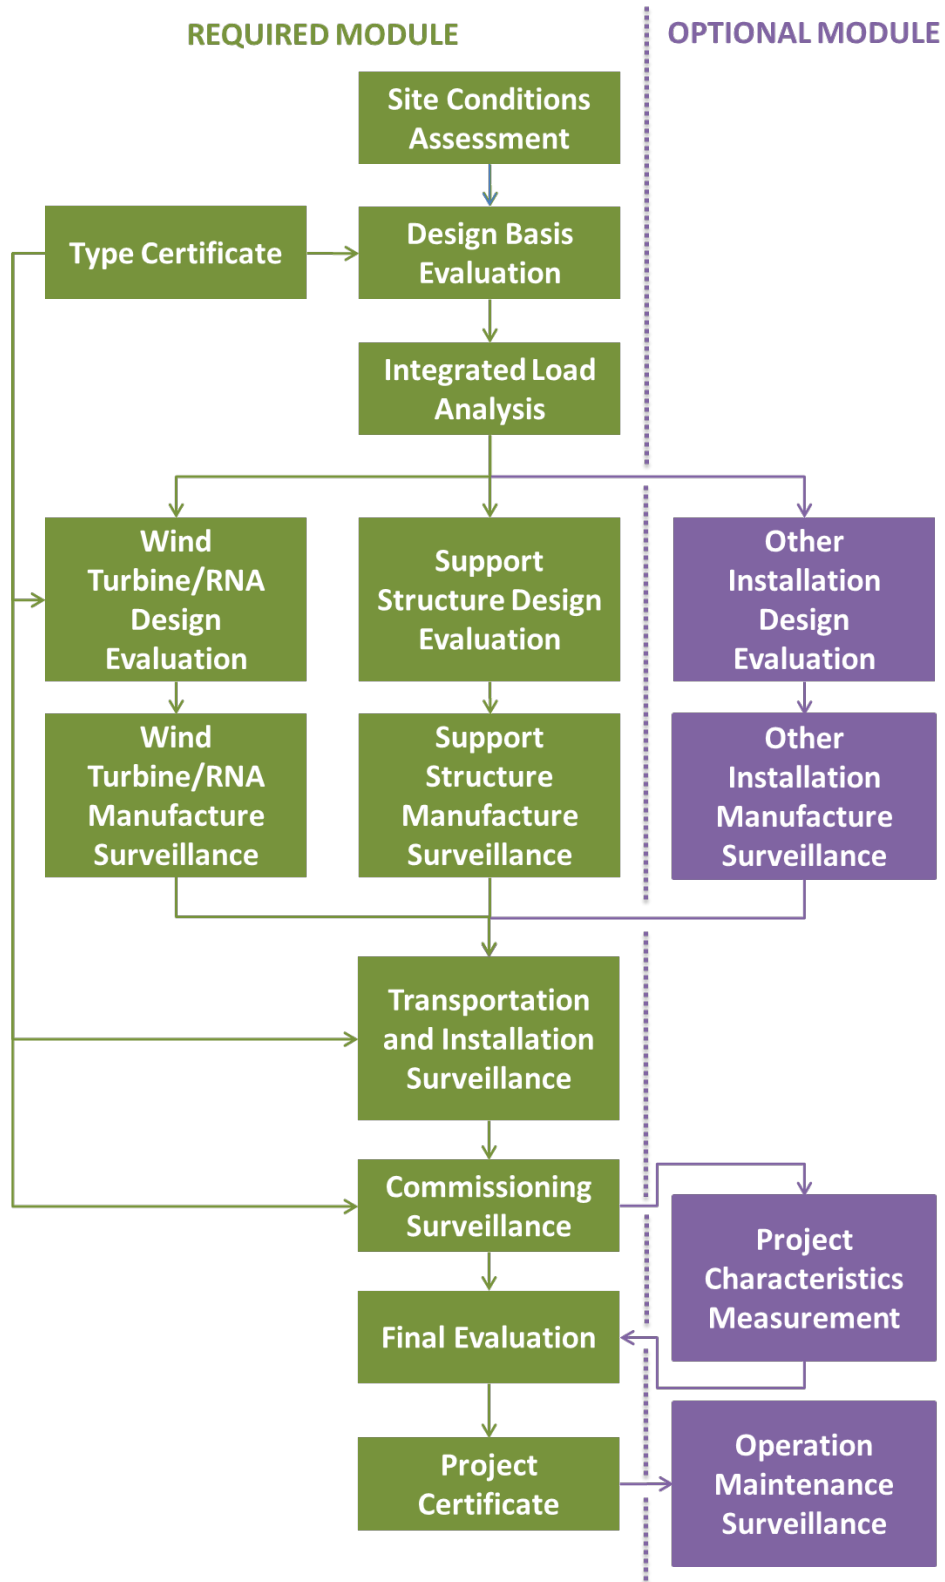 REQUIRED MODULE
OPTIONAL MODULE
Site Conditions
Assessment
Type Certificate
Design Basis
Evaluation
Integrated Load
Analysis
Wind
Turbine/RNA
Design
Evaluation
Support
Structure Design
Evaluation
Other
Installation
Design
Evaluation
Wind
Turbine/RNA
Manufacture
Surveillance
Support
Structure
Manufacture
Surveillance
Other
Installation
Manufacture
Surveillance
Transportation
and Installation
Surveillance
Commissioning
Surveillance
Project
Characteristics
Measurement
Final Evaluation
Project
Certificate
Operation
Maintenance
Surveillance